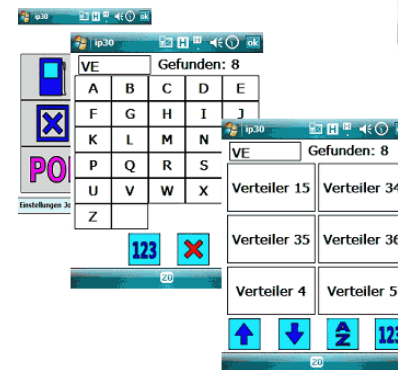 ip30
ok
POI
Einstellungen
ip30
H
ok
VE
Gefunden: 8
A B C D E
F G H I J
K L M N
P Q R S
U V W X
Z
123
20
ip30
H
VE
Gefunden: 8
Verteiler 15 Verteiler 34
Verteiler 35 Verteiler 36
Verteiler 4 Verteiler 5
A
Z
123
20